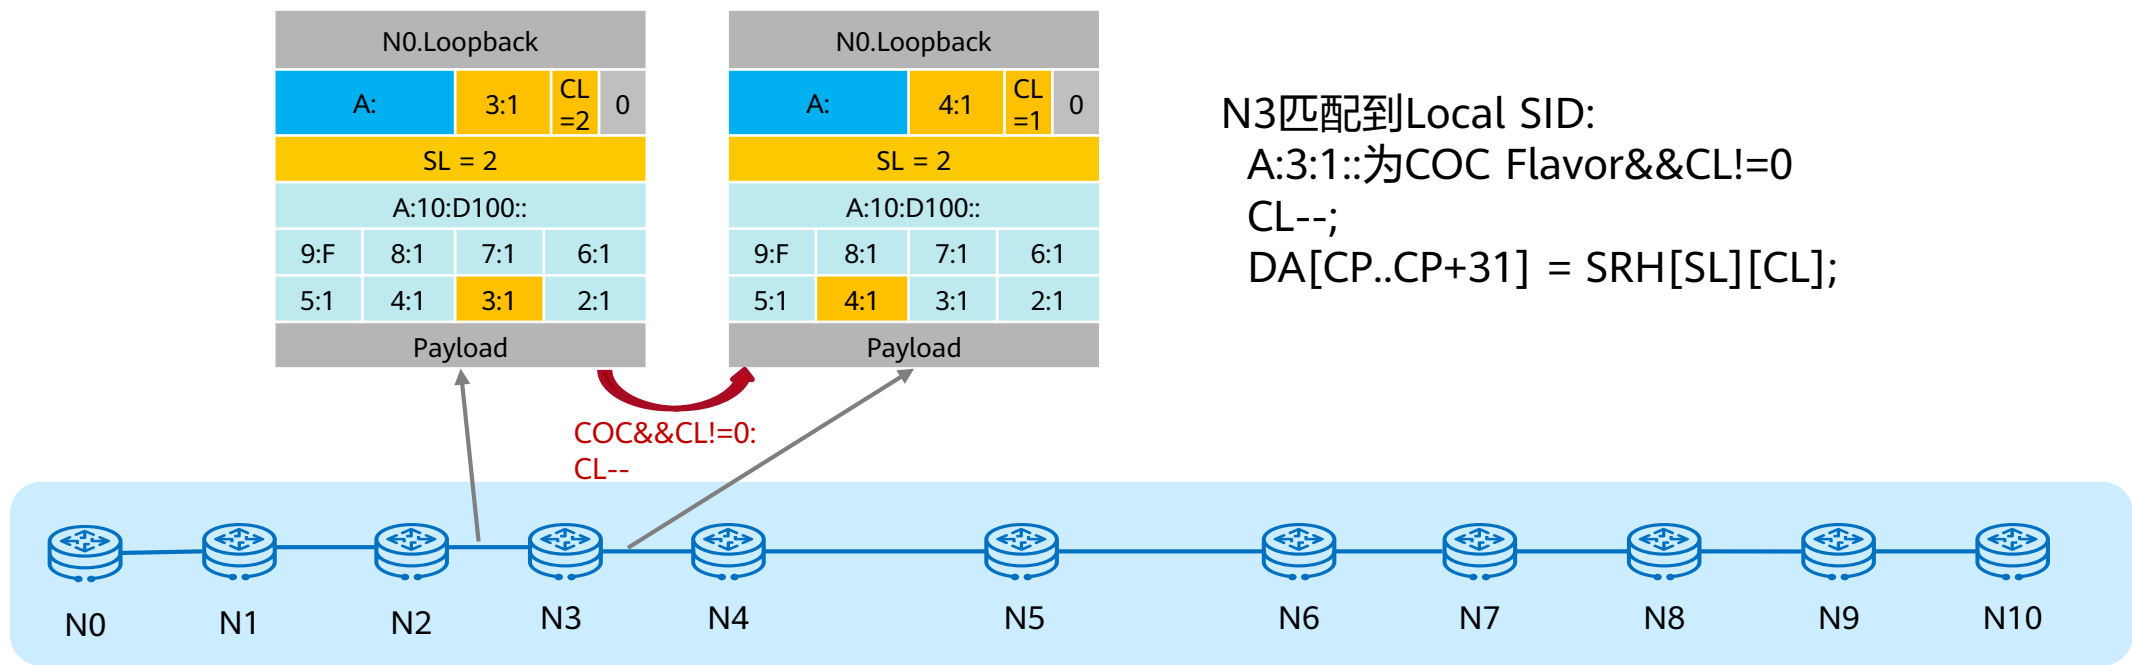 N0.Loopback
A: 3:1 CL =2 0
SL = 2
A:10:D100::
9:F 8:1 7:1 6:1
5:1 4:1 3:1 2:1
Payload
N0.Loopback
A: 4:1 CL =1 0
SL = 2
A:10:D100::
9:F 8:1 7:1 6:1
5:1 4:1 3:1 2:1
Payload
N3匹配到Local SID:
A:3:1::为COC Flavor&&CL!=0
CL--;
DA[CP..CP+31] = SRH[SL][CL];
COC&&CL!=0:
CL--
N0 N1 N2 N3 N4 N5 N6 N7 N8 N9 N10